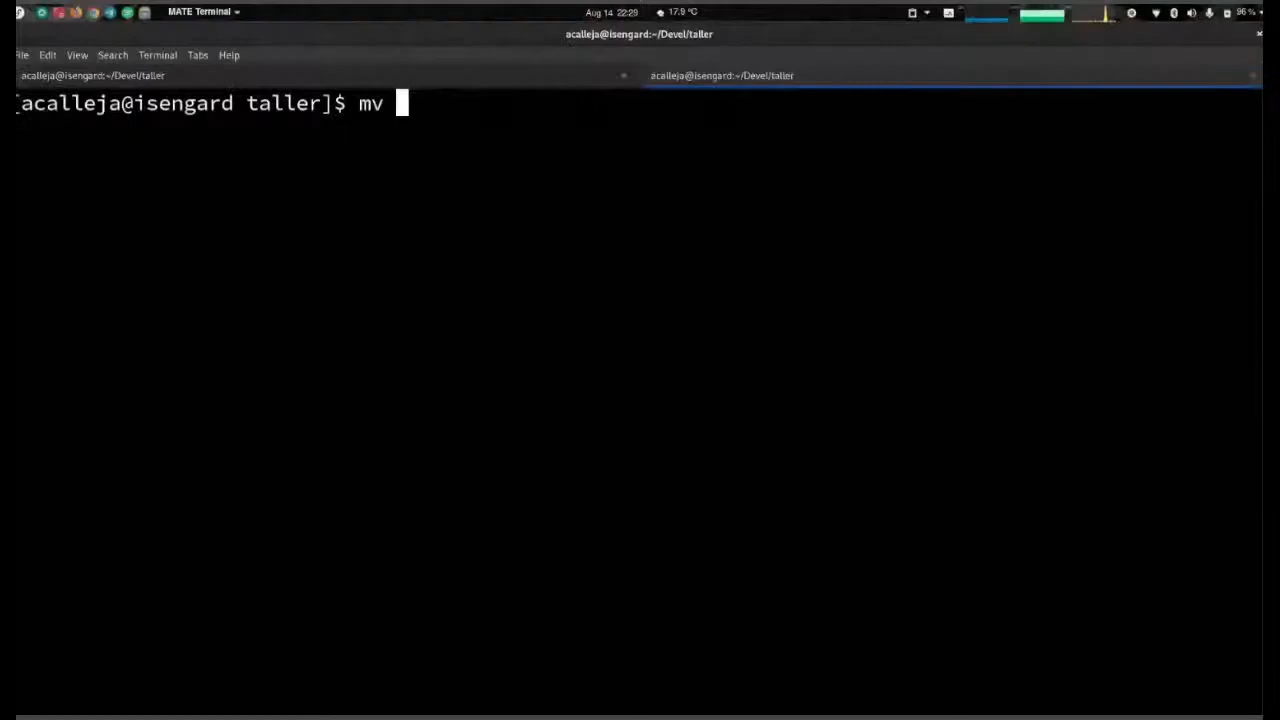 MATE Terminal Aug 14 22:29 17.9 °C 96 %
acalleja@isengard:~/Devel/taller
File Edit View Search Terminal Tabs Help
acalleja@isengard:~/Devel/taller acalleja@isengard:~/Devel/taller
[acalleja@isengard taller]$ mv